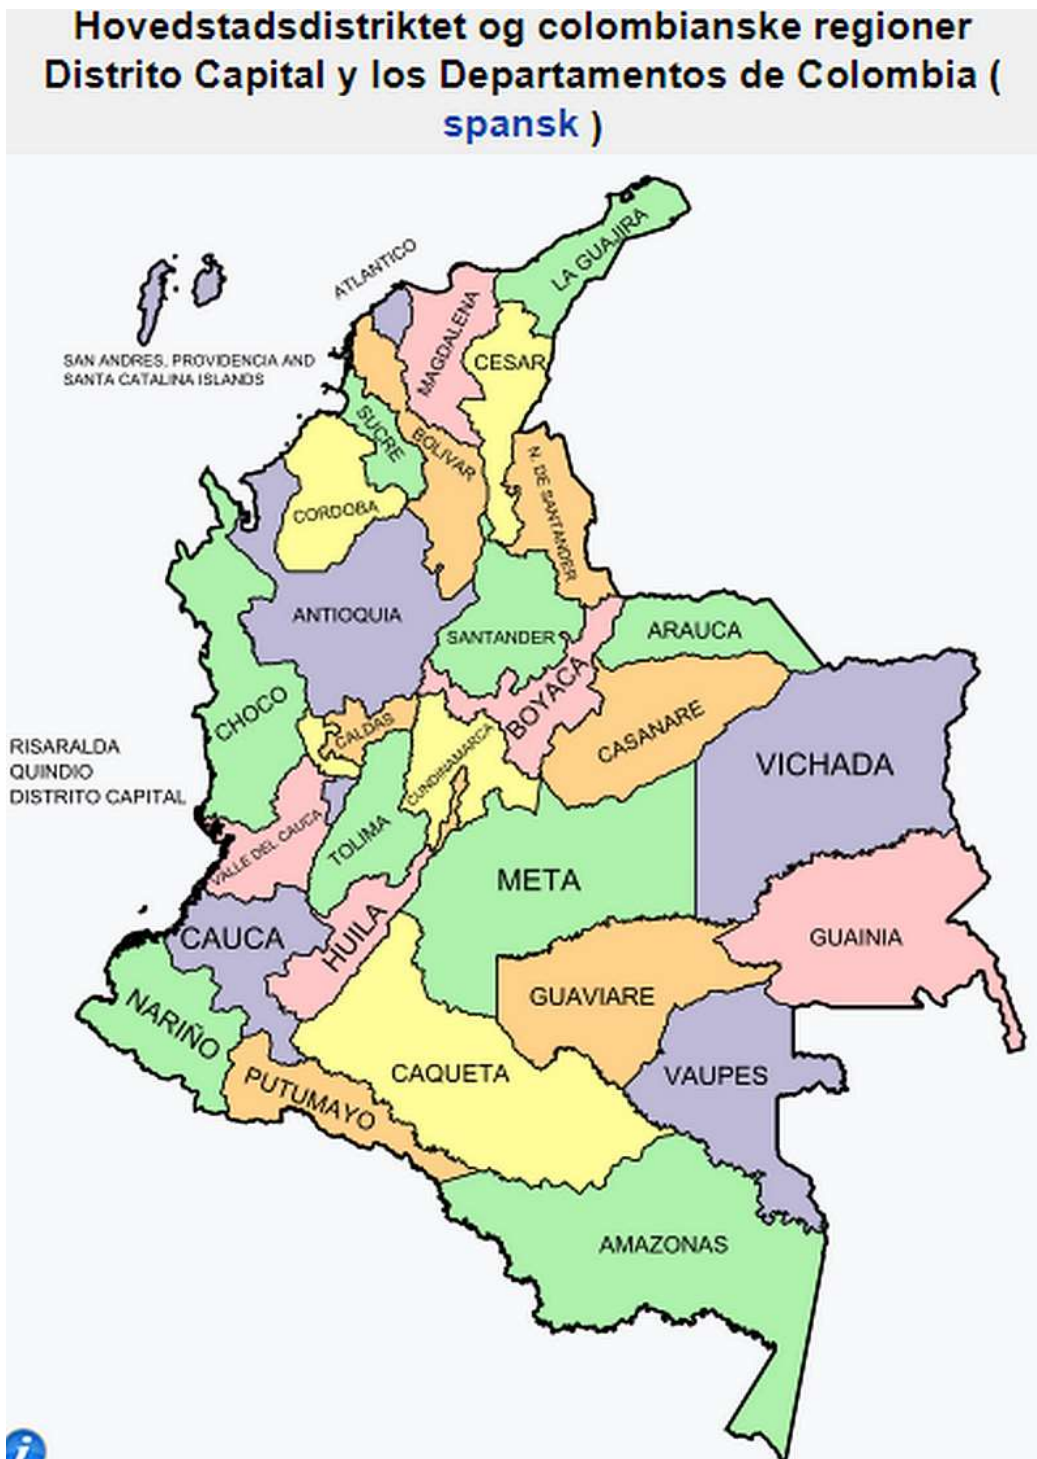 Hovedstadsdistriktet og colombianske regioner
Distrito Capital y los Departamentos de Colombia (
spansk )
LA GUAJIRA
ATLANTICO
MAGDALENA
SAN ANDRES, PROVIDENCIA AND
SANTA CATALINA ISLANDS
CESAR
SUCRE
BOLIVAR
N. DE SANTANDER
CORDOBA
ANTIOQUIA
SANTANDER
ARAUCA
BOYACA
CHOCO
CALDAS
CASANARE
CUNDINAMARCA
RISARALDA
QUINDIO
DISTRITO CAPITAL
VICHADA
VALLE DEL CAUCA
TOLIMA
META
HUILA
CAUCA
GUAINIA
GUAVIARE
NARIÑO
CAQUETA
VAUPES
PUTUMAYO
AMAZONAS
i